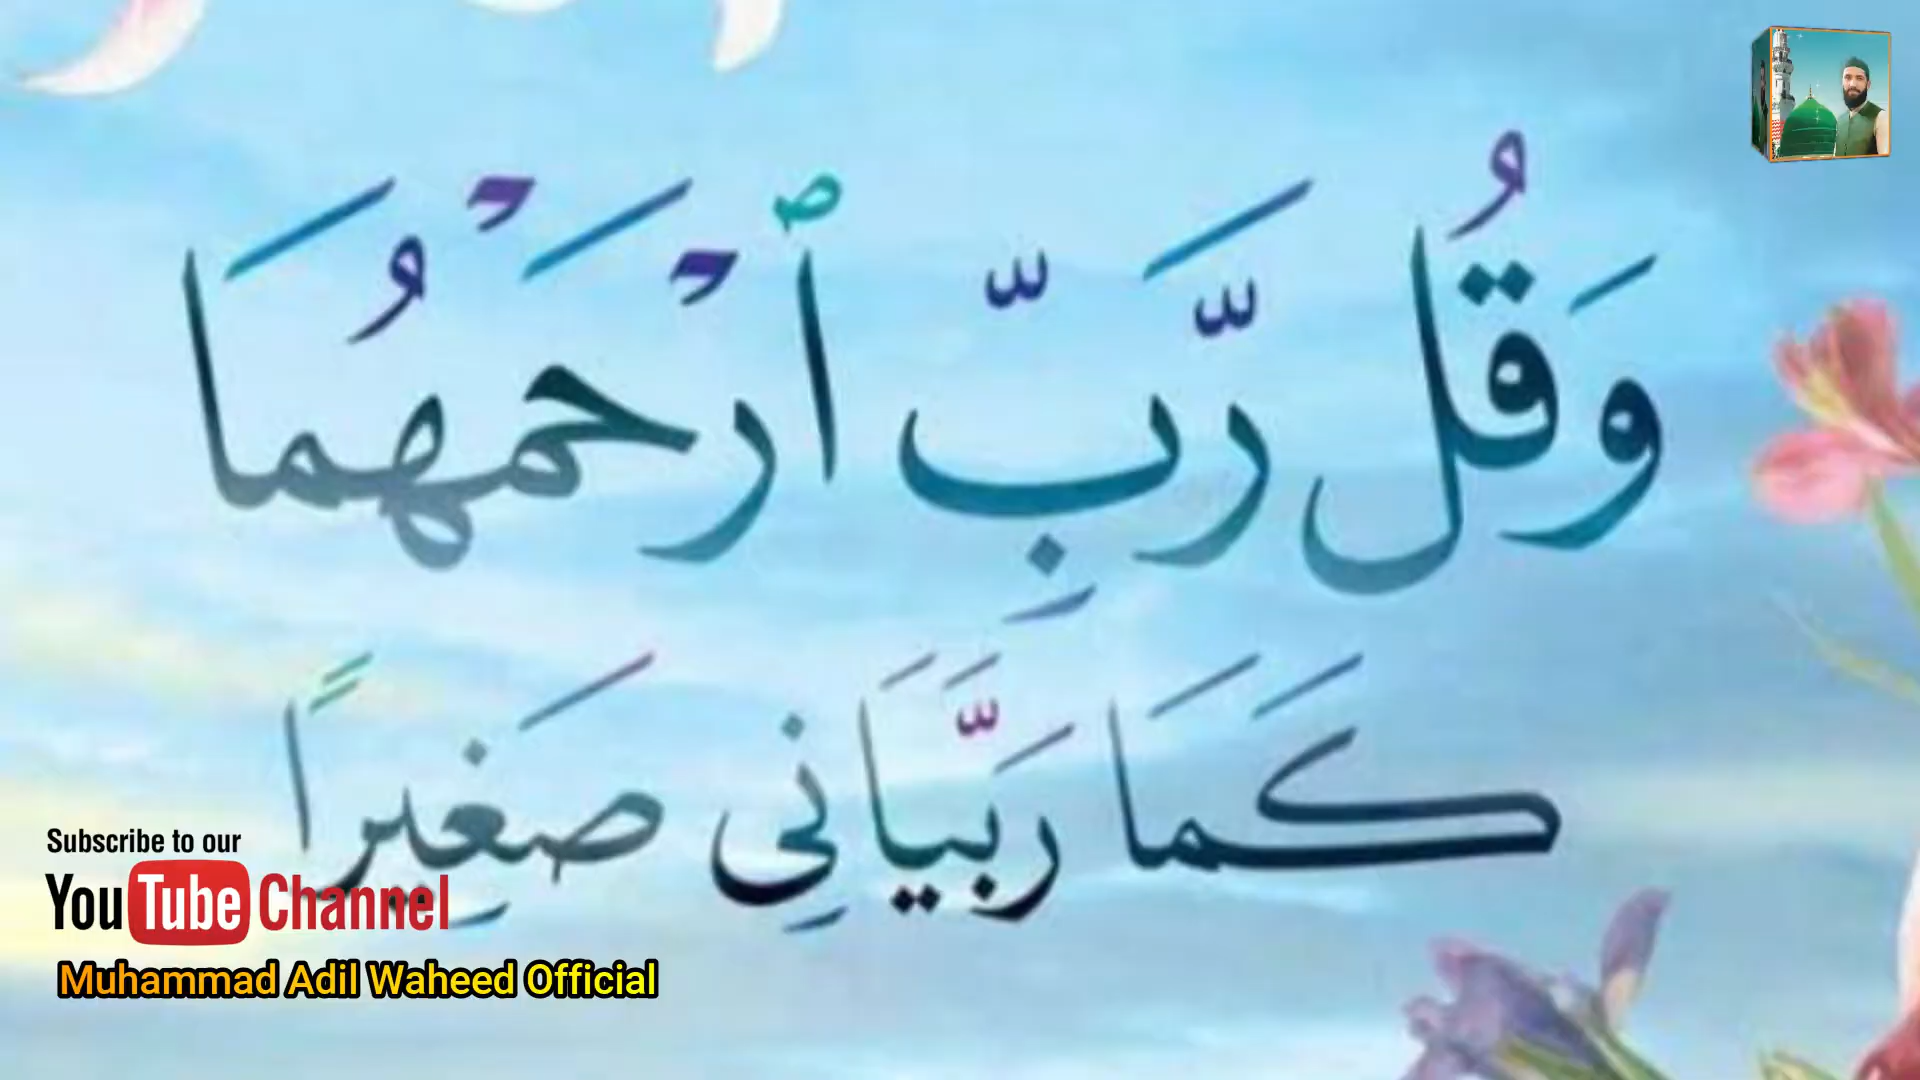 وَقُل رَّبِّ ٱرْحَمْهُمَا
كَمَا رَبَّيَانِى صَغِيرًا
Subscribe to our
YouTube Channel
Muhammad Adil Waheed Official